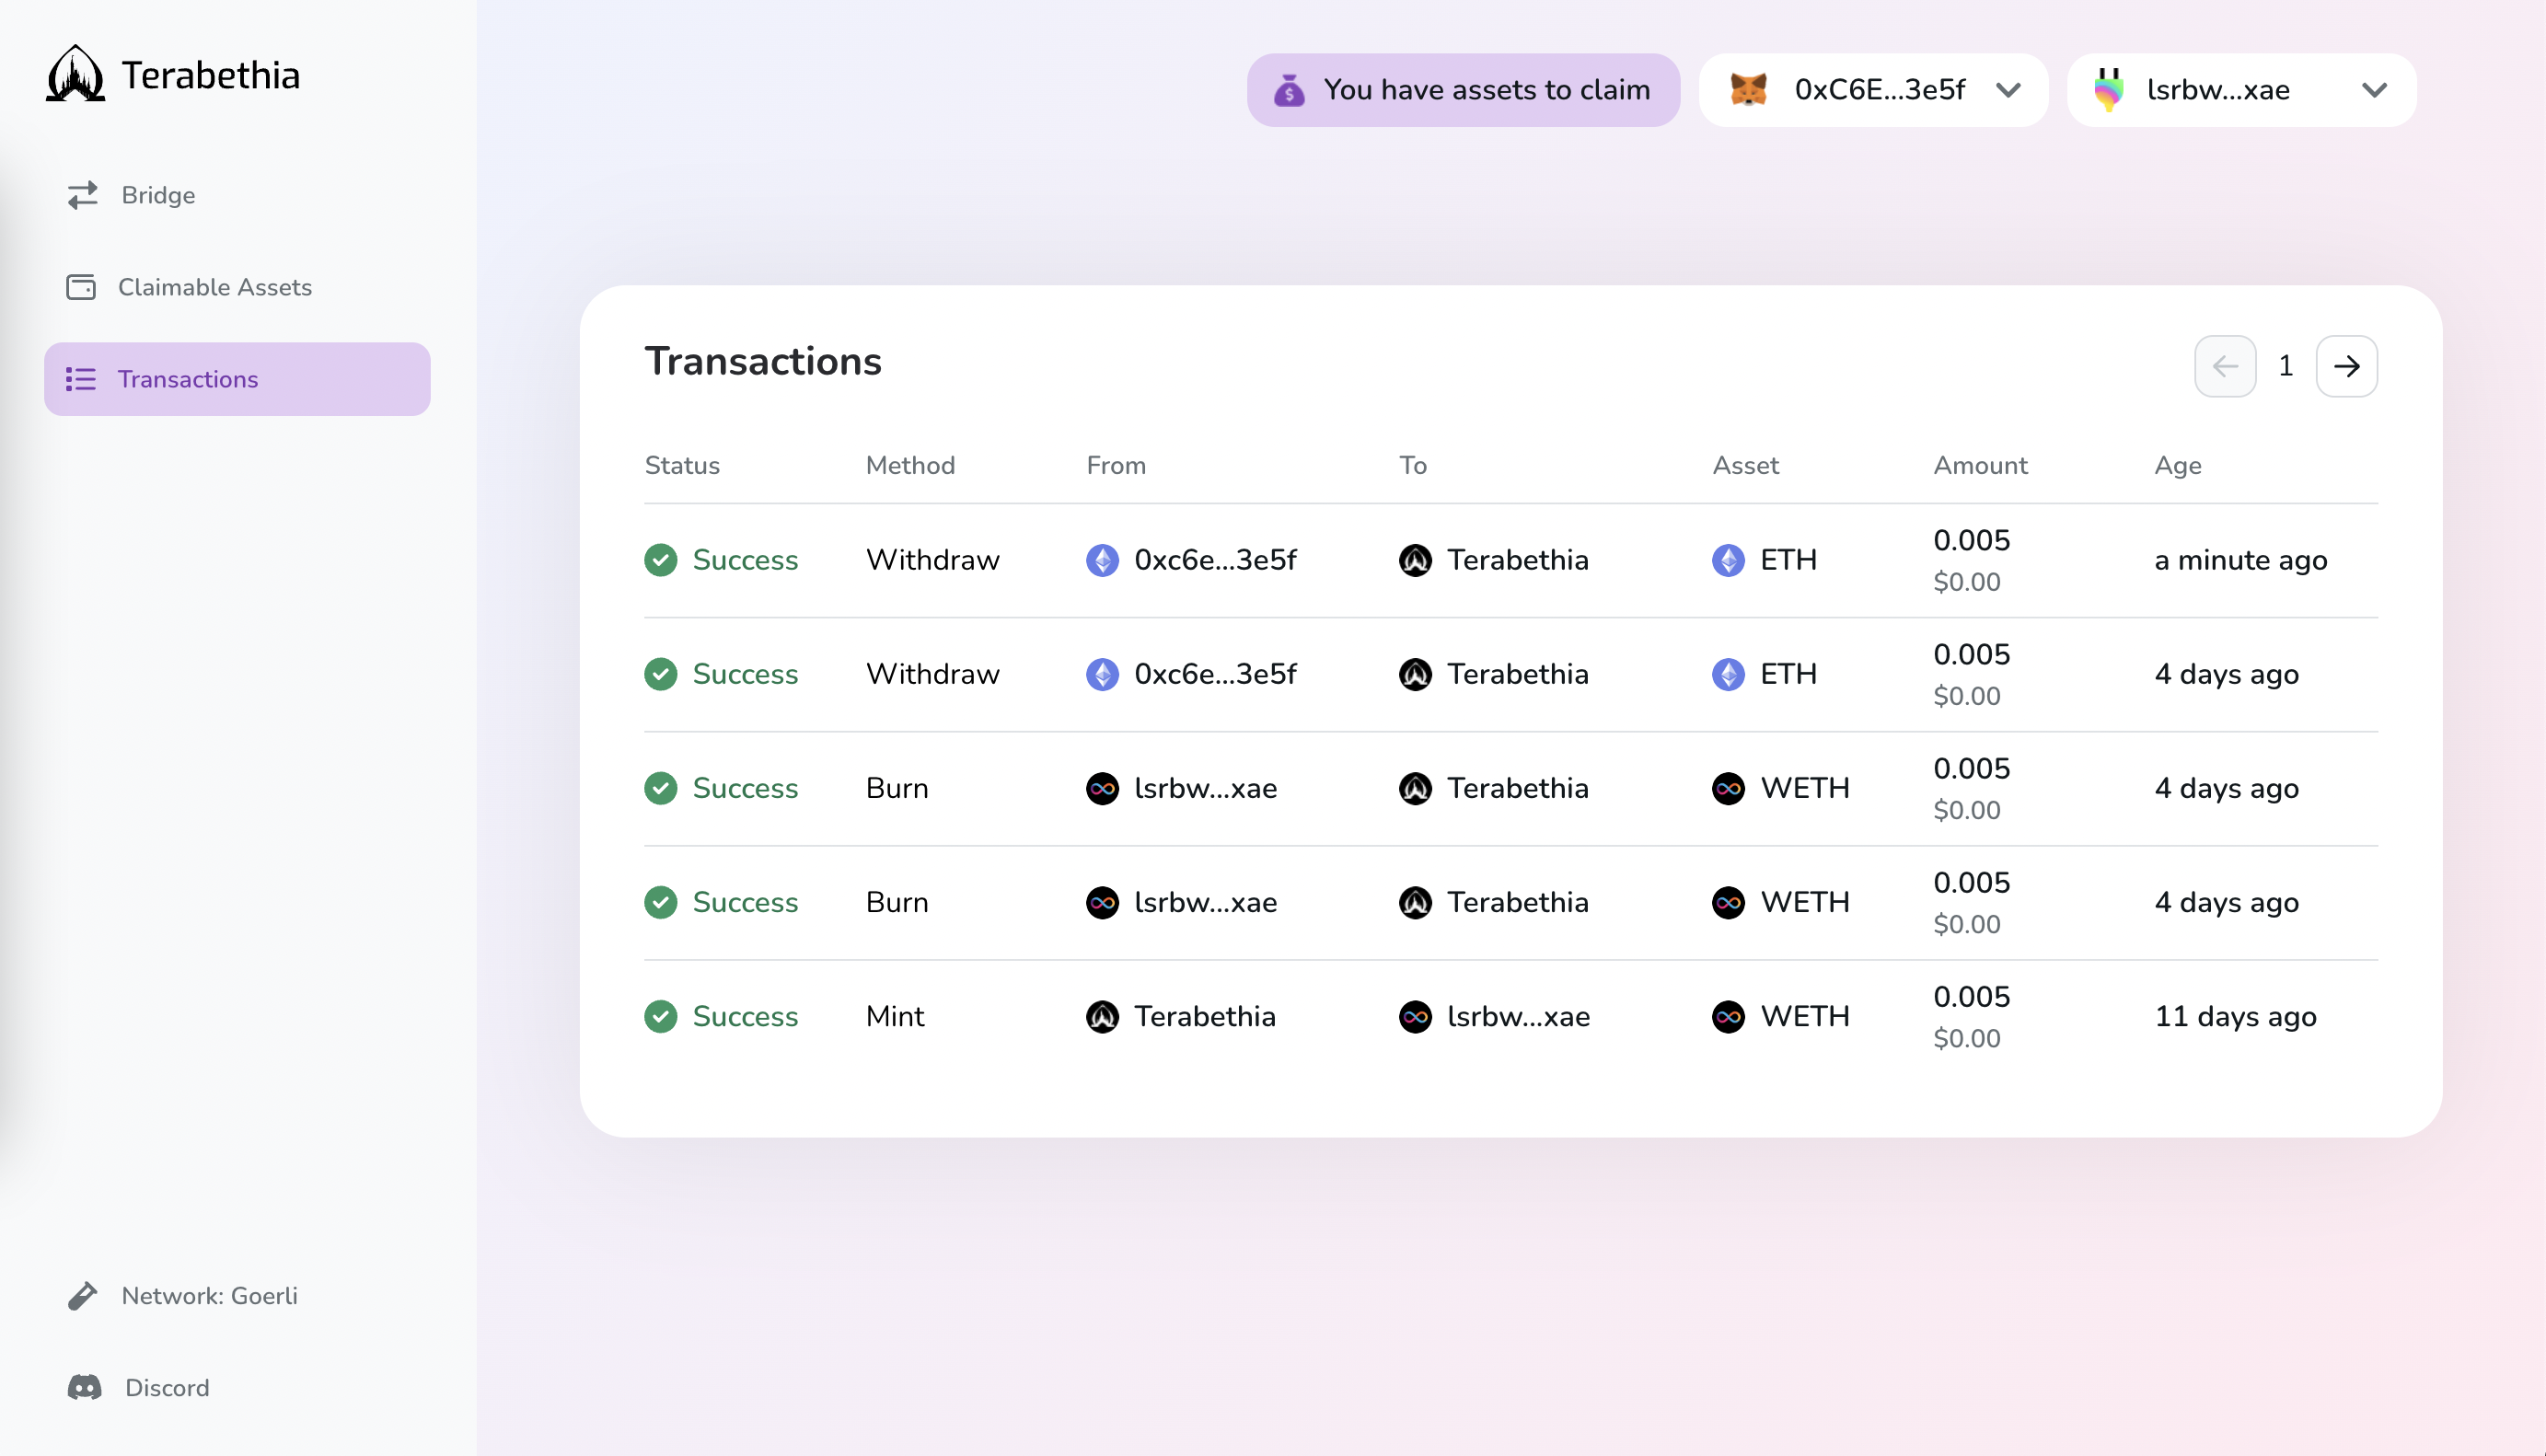 Terabethia
You have assets to claim
0xC6E...3e5f
lsrbw...xae
Bridge
Claimable Assets
Transactions
Transactions
1
Status Method From To Asset Amount Age
Success Withdraw 0xc6e...3e5f Terabethia ETH 0.005 a minute ago
$0.00
Success Withdraw 0xc6e...3e5f Terabethia ETH 0.005 4 days ago
$0.00
Success Burn lsrbw...xae Terabethia WETH 0.005 4 days ago
$0.00
Success Burn lsrbw...xae Terabethia WETH 0.005 4 days ago
$0.00
Success Mint Terabethia lsrbw...xae WETH 0.005 11 days ago
$0.00
Network: Goerli
Discord